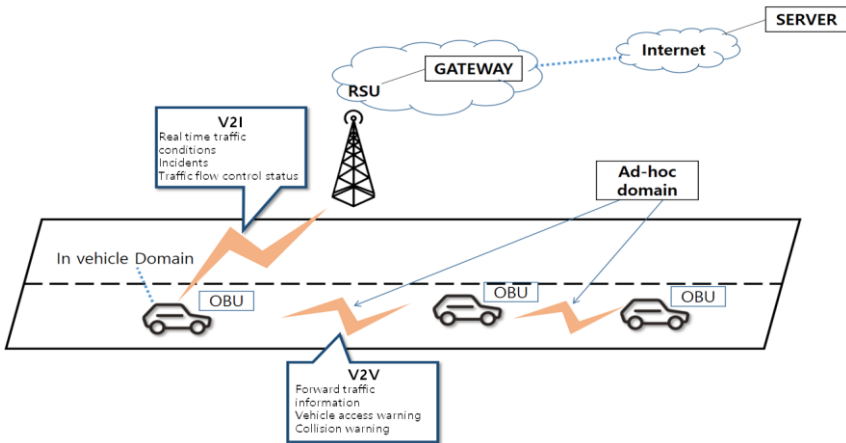 SERVER
Internet
GATEWAY
RSU
V2I
Real time traffic
conditions
Incidents
Traffic flow control status
Ad-hoc
domain
In vehicle Domain
OBU
OBU
OBU
V2V
Forward traffic
information
Vehicle access warning
Collision warning